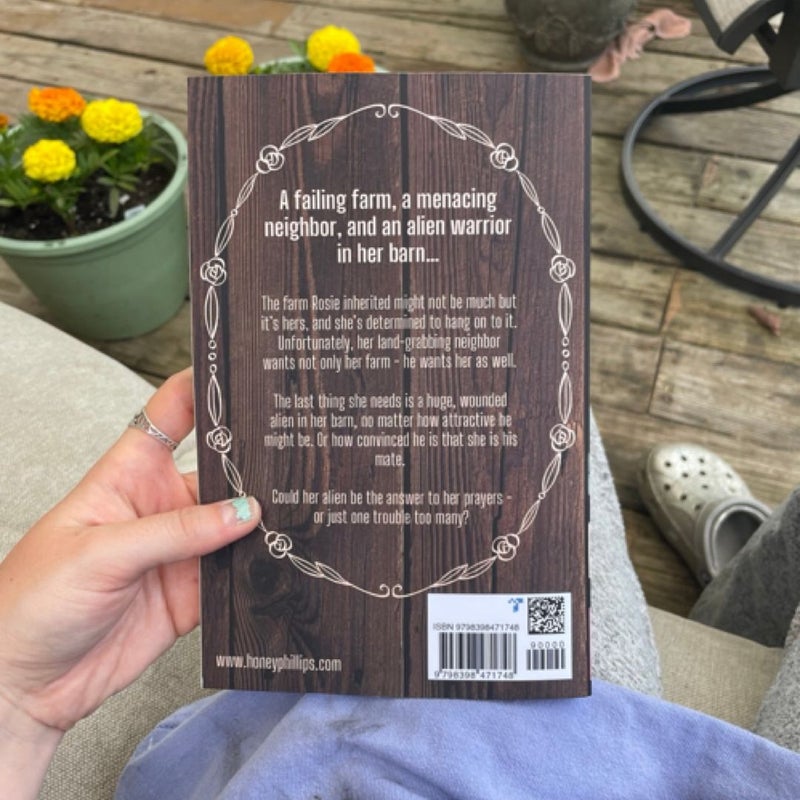 A failing farm, a menacing
neighbor, and an alien warrior
in her barn...
The farm Rosie inherited might not be much but
it's hers, and she's determined to hang on to it.
Unfortunately, her land-grabbing neighbor
wants not only her farm - he wants her as well.
The last thing she needs is a huge, wounded
alien in her barn, no matter how attractive he
might be. Or how convinced he is that she is his
mate.
Could her alien be the answer to her prayers -
or just one trouble too many?
www.honeyphillips.com
ISBN 9798398471748
90000
9 798398 471748